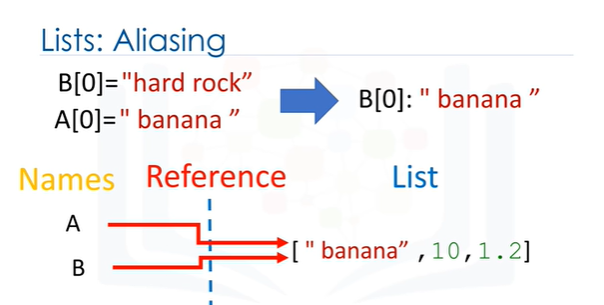 Lists: Aliasing
B[0]="hard rock”
A[0]=" banana ”
B[0]: " banana ”
Names Reference List
A
[ " banana” ,10,1.2]
B